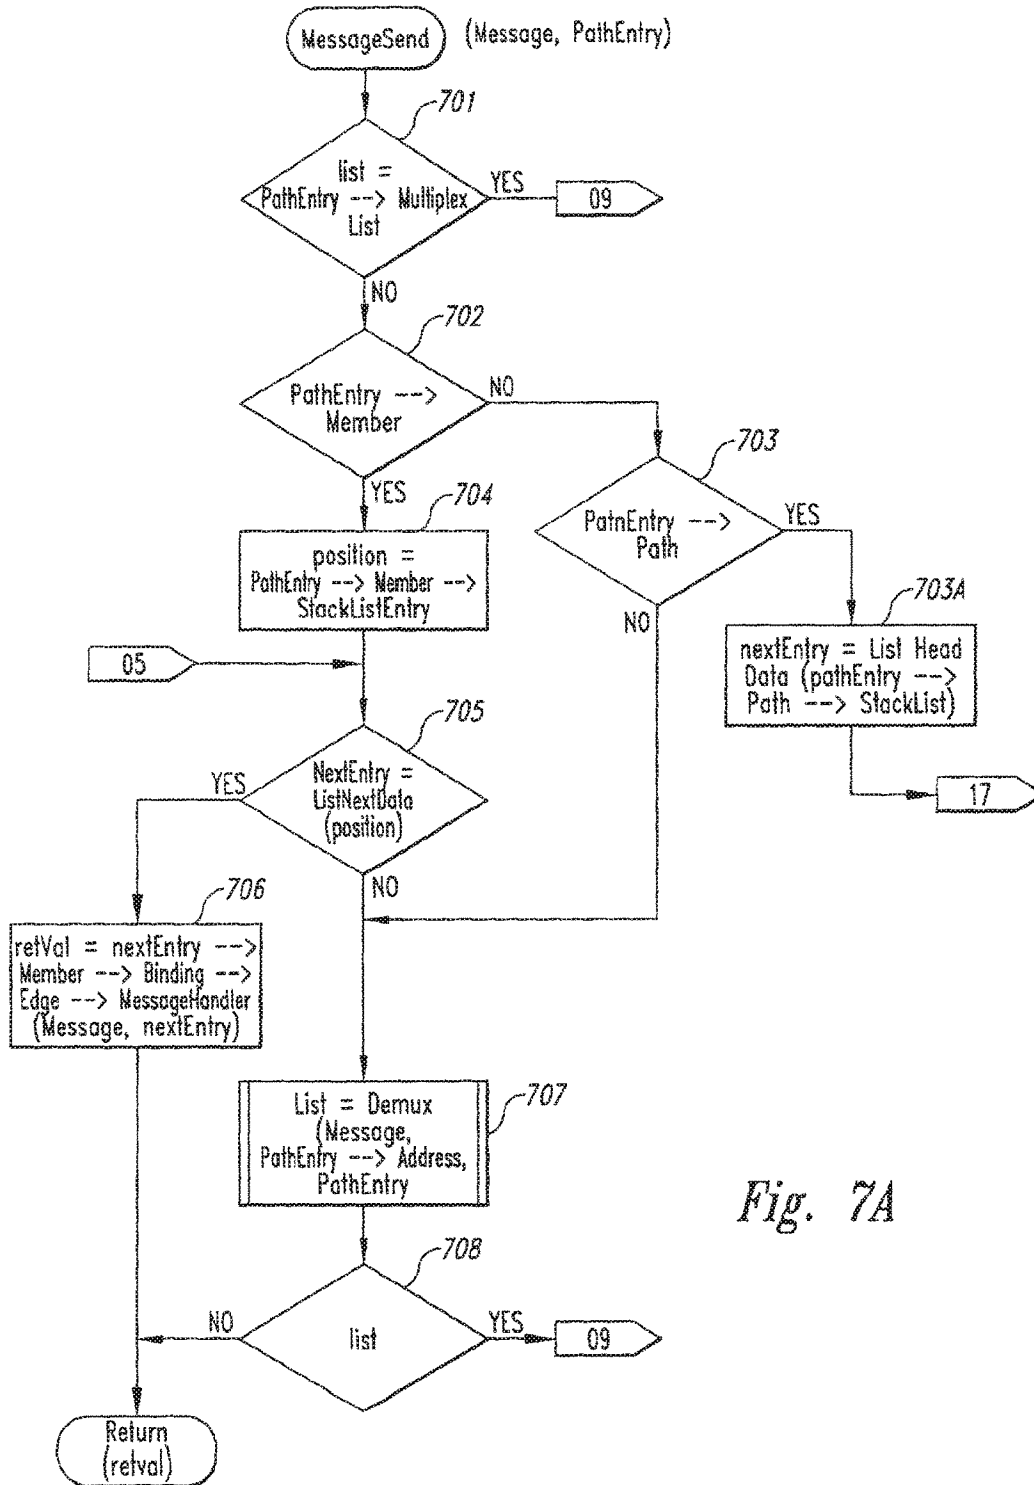 MessageSend
(Message, PathEntry)
701
list =
PathEntry --> Multiplex
List
YES
09
NO
702
PathEntry -->
Member
NO
703
YES
704
PatnEntry -->
Path
YES
position =
PathEntry --> Member -->
StackListEntry
NO
703A
nextEntry = List Head
Data (pathEntry -->
Path --> StackList)
05
705
YES
NextEntry =
ListNextData
(position)
17
NO
706
retVal = nextEntry -->
Member --> Binding -->
Edge --> MessageHandler
(Message, nextEntry)
List = Demux
(Message,
PathEntry --> Address,
PathEntry
707
Fig. 7A
708
NO
list
YES
09
Return
(retval)